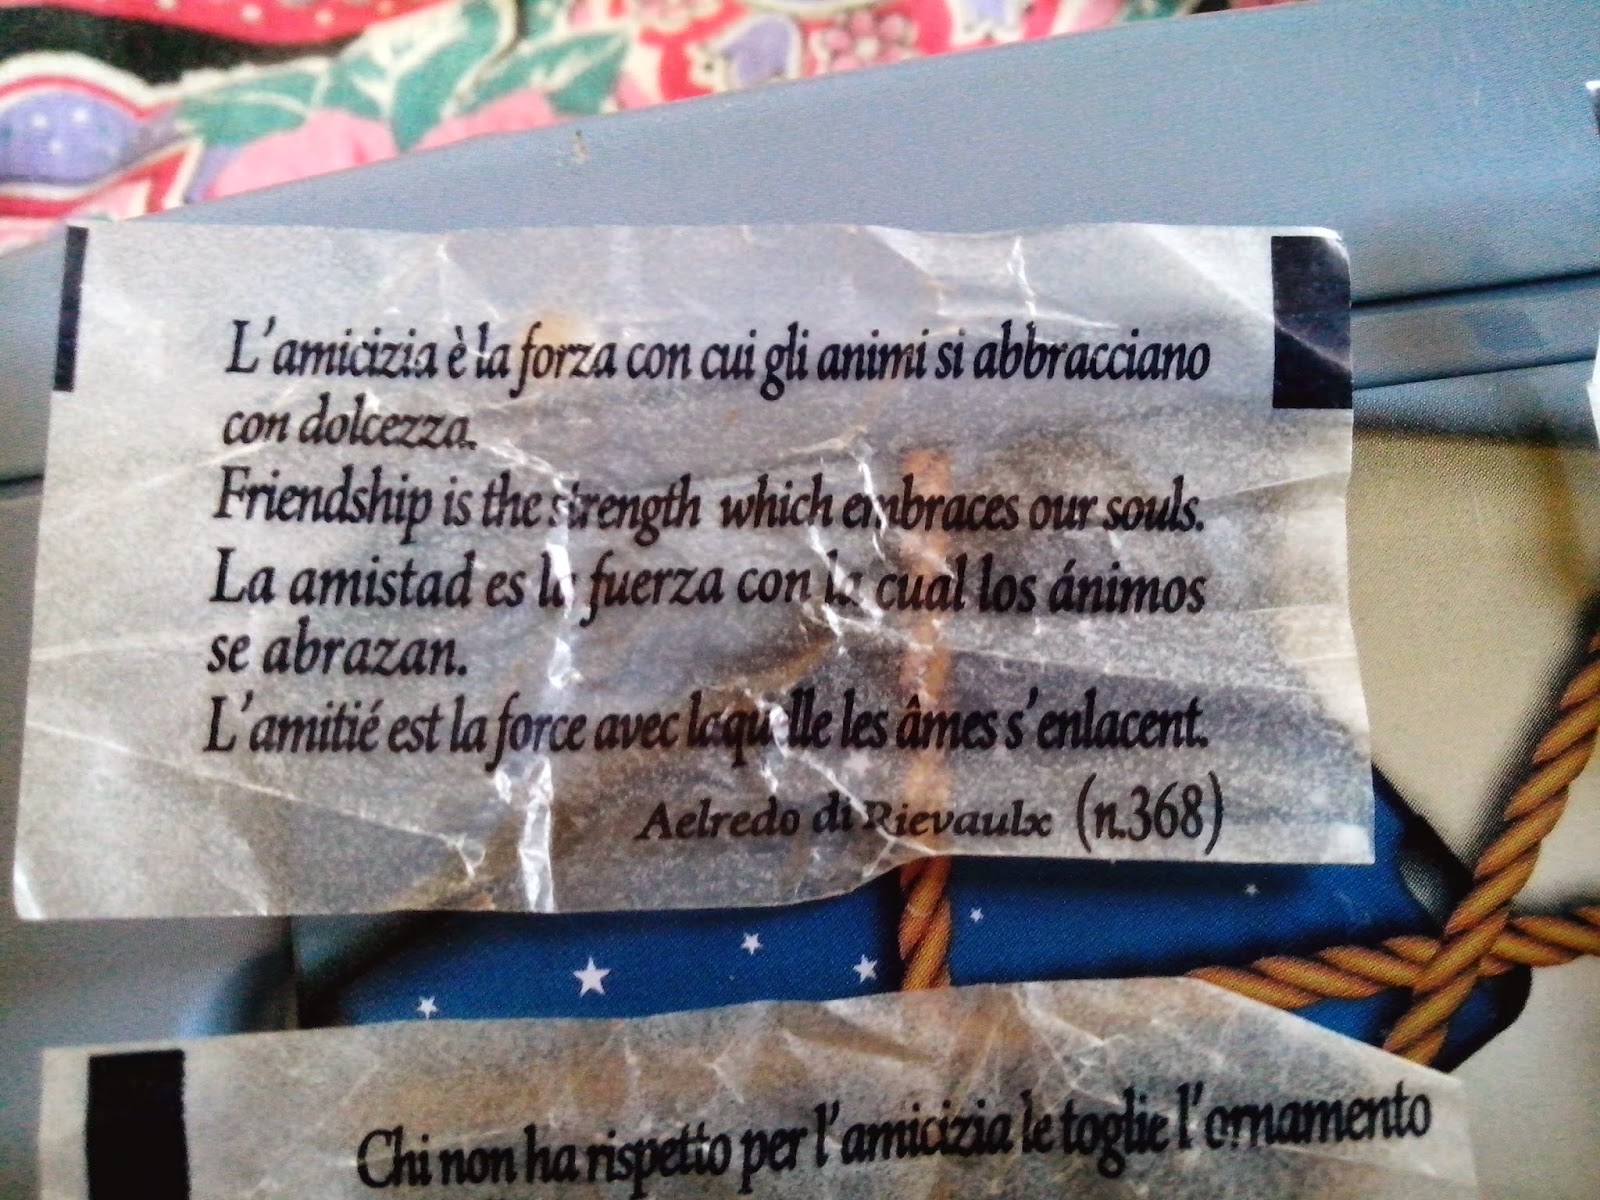 L'amicizia è la forza con cui gli animi si abbracciano
con dolcezza.
Friendship is the strength which embraces our souls.
La amistad es la fuerza con la cual los ánimos
se abrazan.
L'amitié est la force avec laquelle les âmes s'enlacent.
Aelredo di Rievaulx (n.368)
Chi non ha rispetto per l'amicizia le toglie l'ornamento